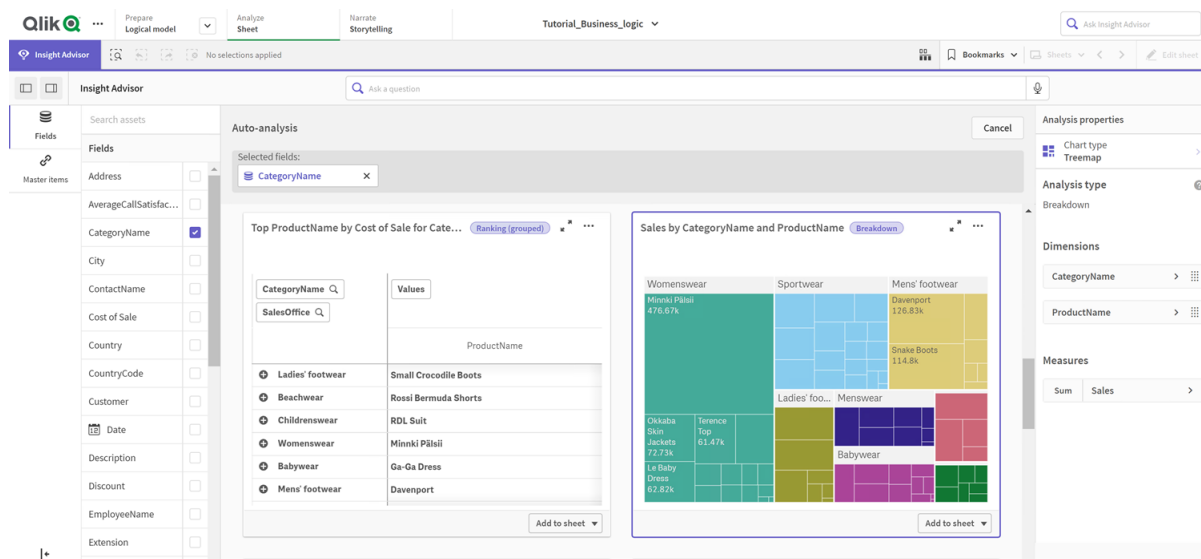 Qlik
Prepare
Logical model
Analyze
Sheet
Narrate
Storytelling
Tutorial_Business_logic
Ask Insight Advisor
Insight Advisor
No selections applied
Bookmarks
Sheets
Edit sheet
Insight Advisor
Ask a question
Fields
Master items
Search assets
Fields
Address
AverageCallSatisfac...
CategoryName
City
ContactName
Cost of Sale
Country
CountryCode
Customer
Date
Description
Discount
EmployeeName
Extension
Auto-analysis
Cancel
Selected fields:
CategoryName
Top ProductName by Cost of Sale for Cate...
Ranking (grouped)
CategoryName
Values
SalesOffice
ProductName
Ladies' footwear Small Crocodile Boots
Beachwear Rossi Bermuda Shorts
Childrenswear RDL Suit
Womenswear Minnki Pälsii
Babywear Ga-Ga Dress
Mens' footwear Davenport
Add to sheet
Sales by CategoryName and ProductName
Breakdown
Womenswear
Minnki Pälsii
476.67k
Okkaba
Skin
Jackets
72.73k
Terence
Top
61.47k
Le Baby
Dress
62.82k
Sportwear
Mens' footwear
Davenport
126.83k
Snake Boots
114.8k
Ladies' foo...
Menswear
Babywear
Add to sheet
Analysis properties
Chart type
Treemap
Analysis type
Breakdown
Dimensions
CategoryName
ProductName
Measures
Sum Sales